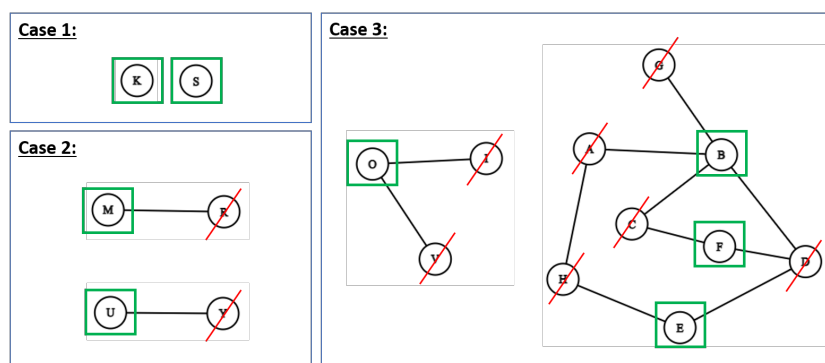 Case 1:
K S
Case 2:
M R
U Y
Case 3:
G
A B
O I
C F D
V
H
E